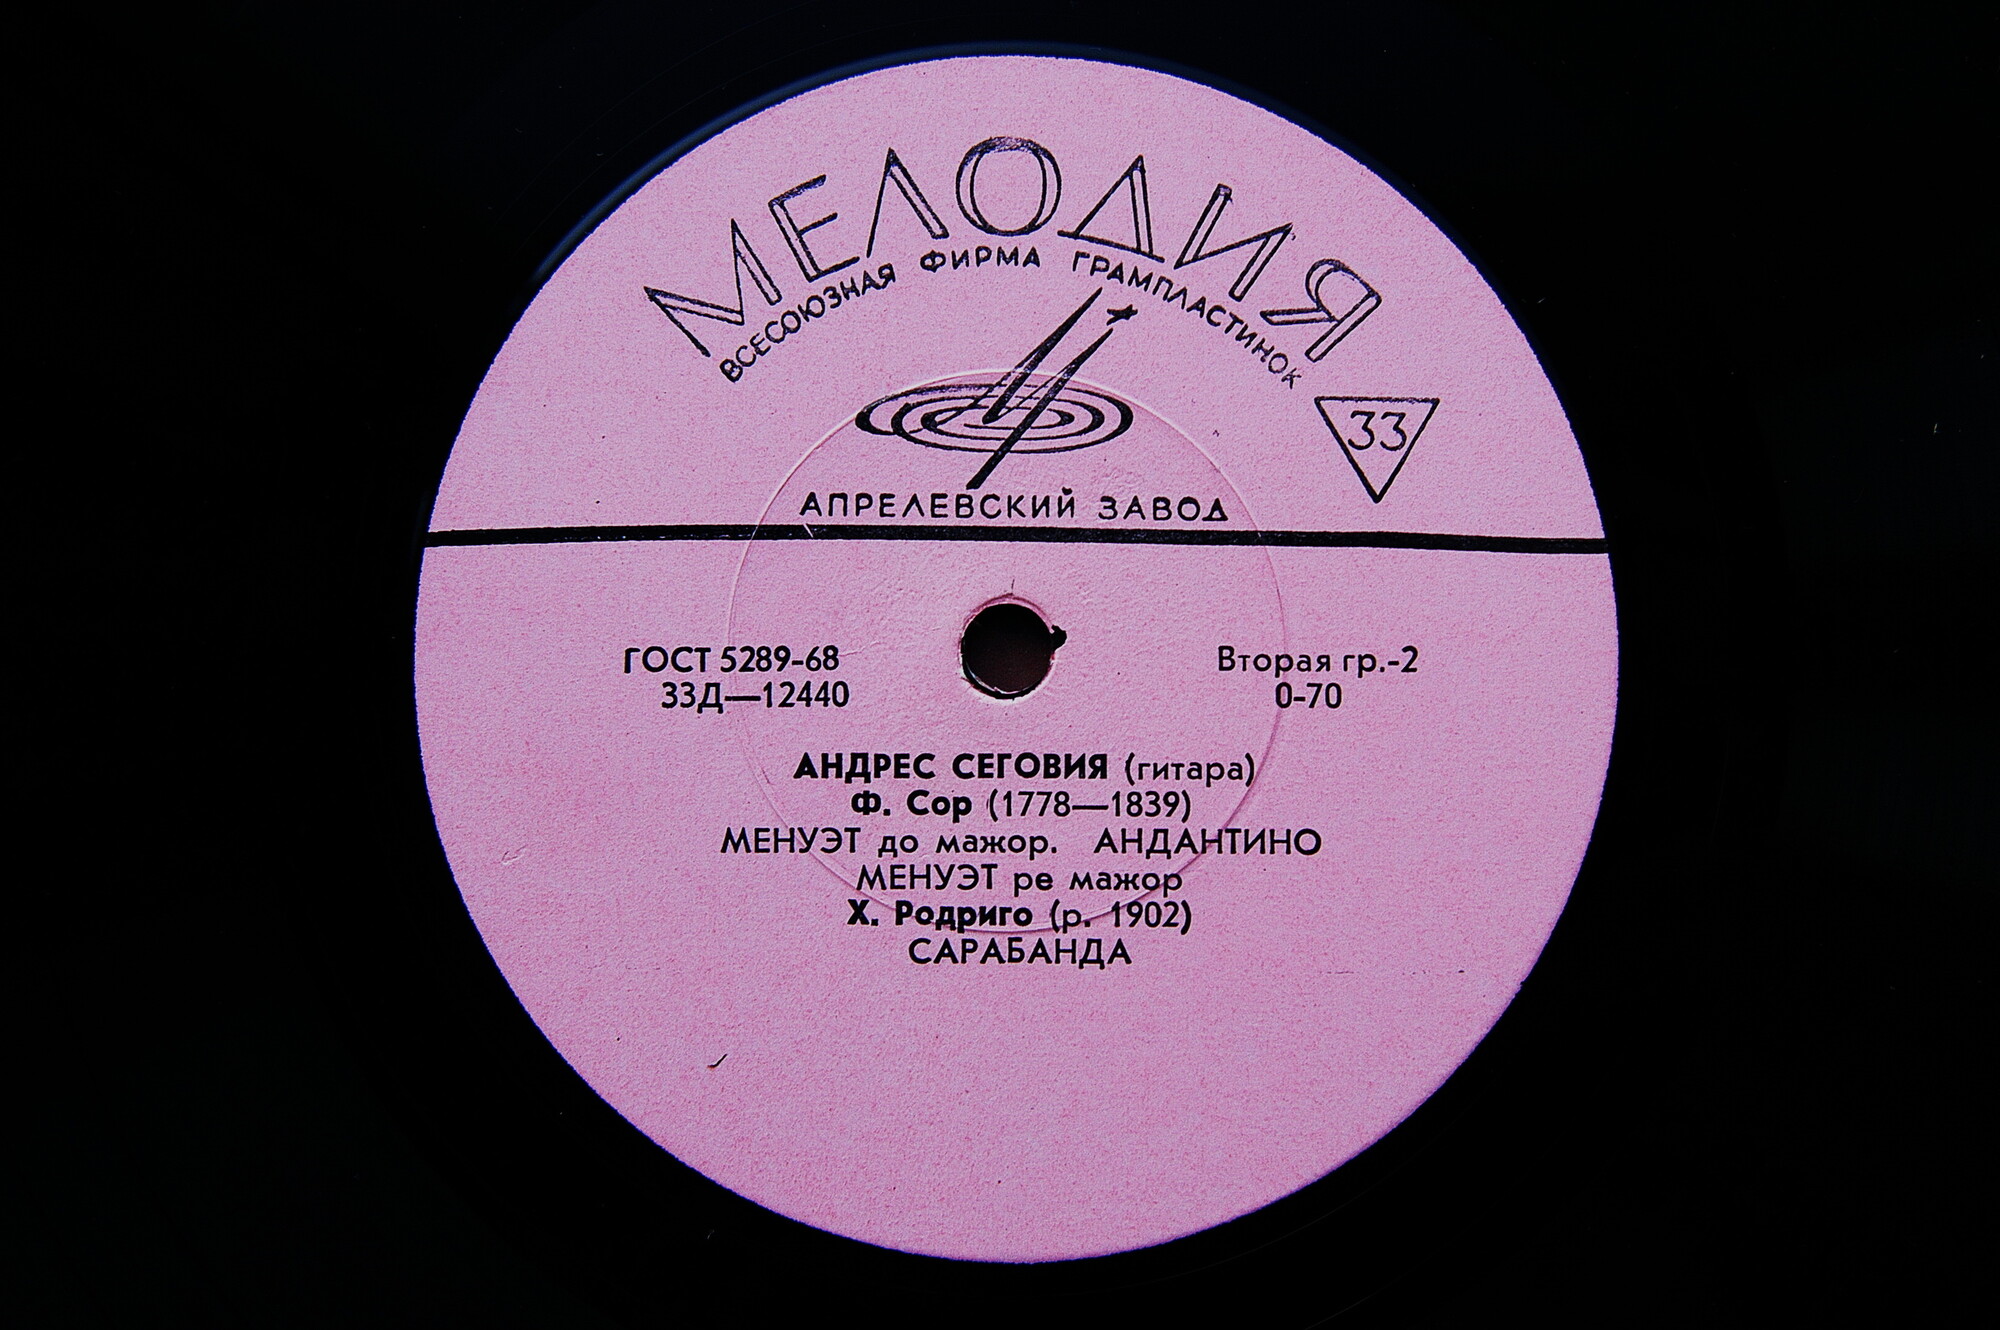 МЕЛОДИЯ
ВСЕСОЮЗНАЯ ФИРМА ГРАМПЛАСТИНОК
33
АПРЕЛЕВСКИЙ ЗАВОД
ГОСТ 5289-68
33Д—12440
Вторая гр.-2
0-70
АНДРЕС СЕГОВИЯ (гитара)
Ф. Сор (1778—1839)
МЕНУЭТ до мажор. АНДАНТИНО
МЕНУЭТ ре мажор
Х. Родриго (р. 1902)
САРАБАНДА